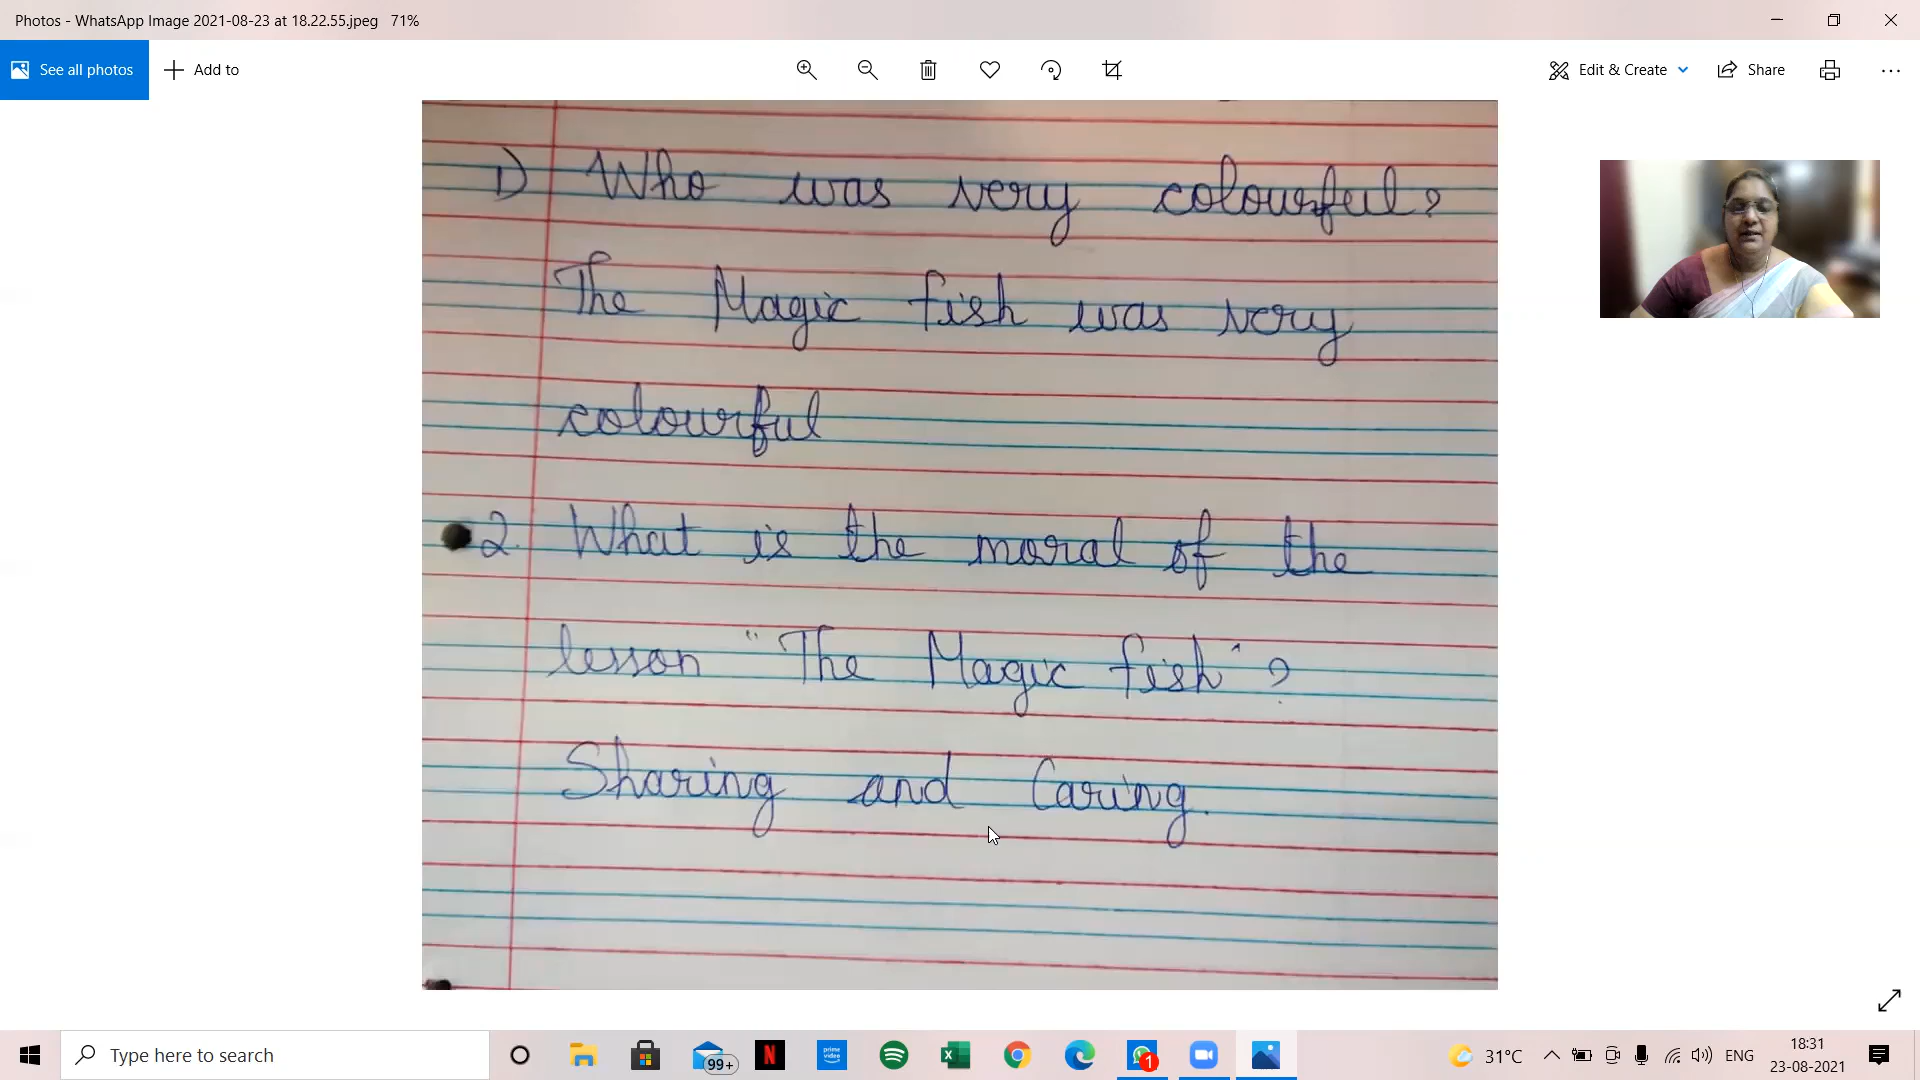 Photos - WhatsApp Image 2021-08-23 at 18.22.55.jpeg 71%
See all photos
Add to
Edit & Create
Share
1) Who was very colourful?
The Magic fish was very
colourful
2. What is the moral of the
lesson "The Magic fish"?
Sharing and Caring.
Type here to search
99+
N
prime video
1
31°C
ENG
18:31
23-08-2021